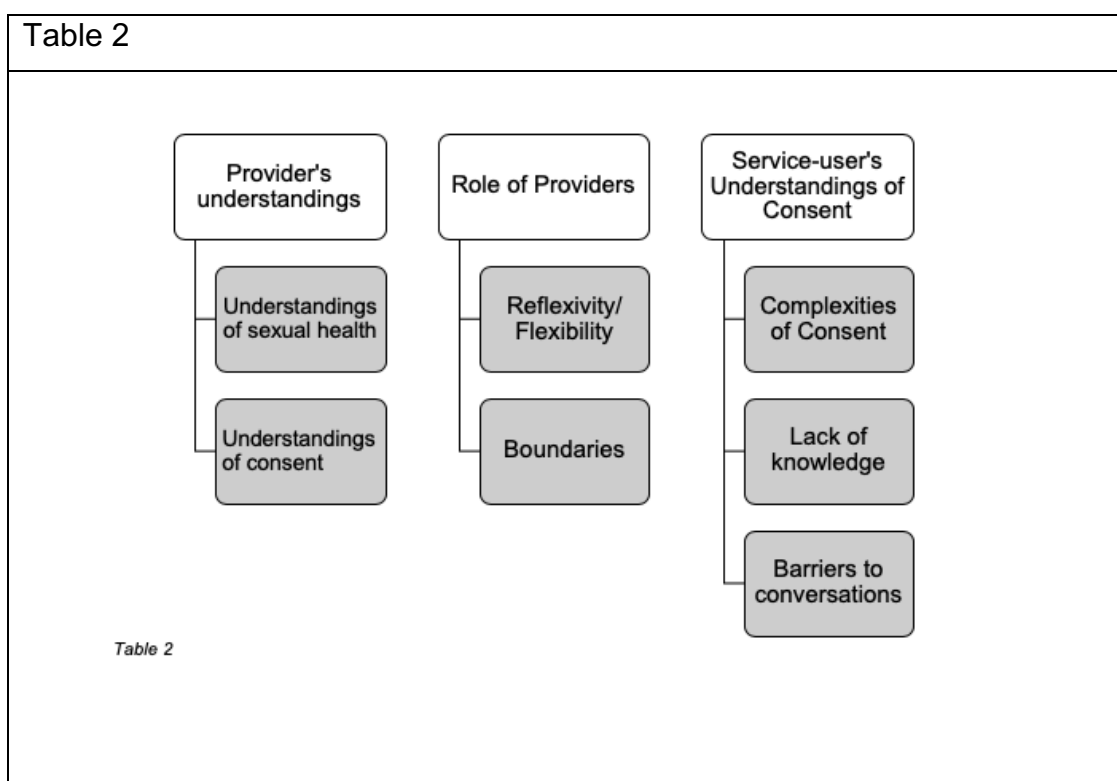 Table 2
Provider's
understandings
Understandings
of sexual health
Understandings
of consent
Role of Providers
Reflexivity/
Flexibility
Boundaries
Service-user's
Understandings of
Consent
Complexities
of Consent
Lack of
knowledge
Barriers to
conversations
Table 2